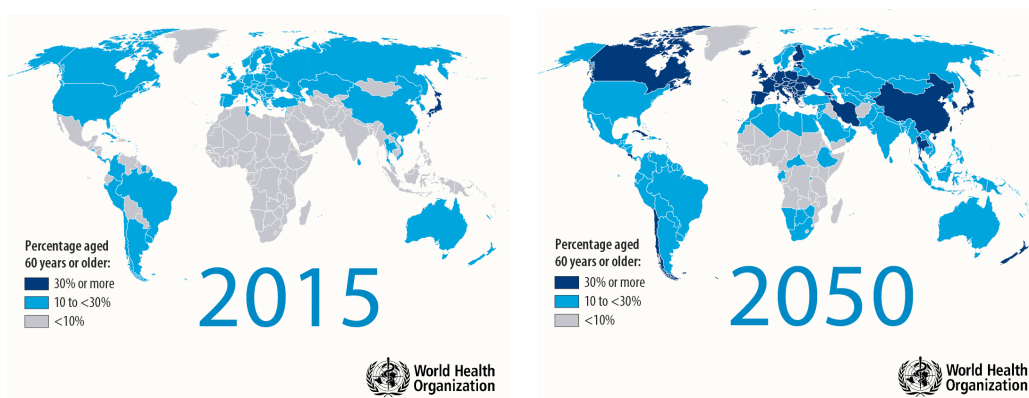 Percentage aged
60 years or older:
30% or more
10 to <30%
<10%
2015
World Health
Organization
Percentage aged
60 years or older:
30% or more
10 to <30%
<10%
2050
World Health
Organization